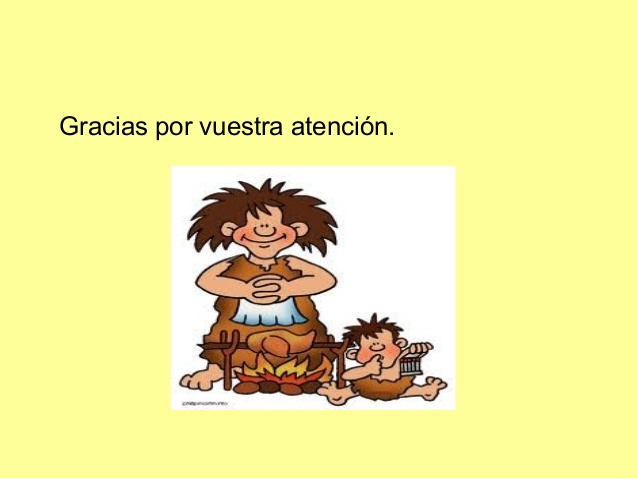 Gracias por vuestra atención.